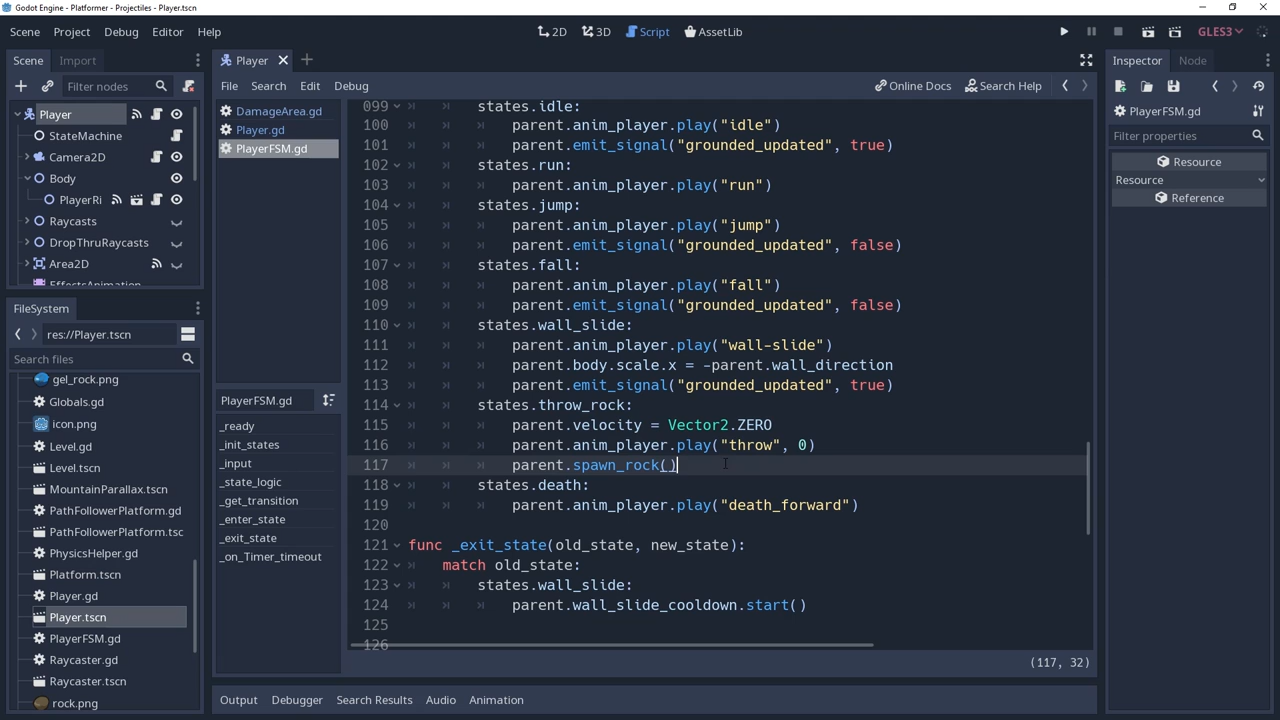 Godot Engine - Platformer - Projectiles - Player.tscn
Scene Project Debug Editor Help
2D 3D Script AssetLib
GLES3
Scene Import
Filter nodes
Player
StateMachine
Camera2D
Body
PlayerRi
Raycasts
DropThruRaycasts
Area2D
EffectsAnimation
FileSystem
res://Player.tscn
Search files
gel_rock.png
Globals.gd
icon.png
Level.gd
Level.tscn
MountainParallax.tscn
PathFollowerPlatform.gd
PathFollowerPlatform.tsc
PhysicsHelper.gd
Platform.tscn
Player.gd
Player.tscn
PlayerFSM.gd
Raycaster.gd
Raycaster.tscn
rock.png
Player
File Search Edit Debug
Online Docs Search Help
DamageArea.gd
Player.gd
PlayerFSM.gd
PlayerFSM.gd
_ready
_init_states
_input
_state_logic
_get_transition
_enter_state
_exit_state
_on_Timer_timeout
099 states.idle:
100 parent.anim_player.play("idle")
101 parent.emit_signal("grounded_updated", true)
102 states.run:
103 parent.anim_player.play("run")
104 states.jump:
105 parent.anim_player.play("jump")
106 parent.emit_signal("grounded_updated", false)
107 states.fall:
108 parent.anim_player.play("fall")
109 parent.emit_signal("grounded_updated", false)
110 states.wall_slide:
111 parent.anim_player.play("wall-slide")
112 parent.body.scale.x = -parent.wall_direction
113 parent.emit_signal("grounded_updated", true)
114 states.throw_rock:
115 parent.velocity = Vector2.ZERO
116 parent.anim_player.play("throw", 0)
117 parent.spawn_rock()
118 states.death:
119 parent.anim_player.play("death_forward")
120
121 func _exit_state(old_state, new_state):
122 match old_state:
123 states.wall_slide:
124 parent.wall_slide_cooldown.start()
125
126
(117, 32)
Output Debugger Search Results Audio Animation
Inspector Node
PlayerFSM.gd
Filter properties
Resource
Resource
Reference